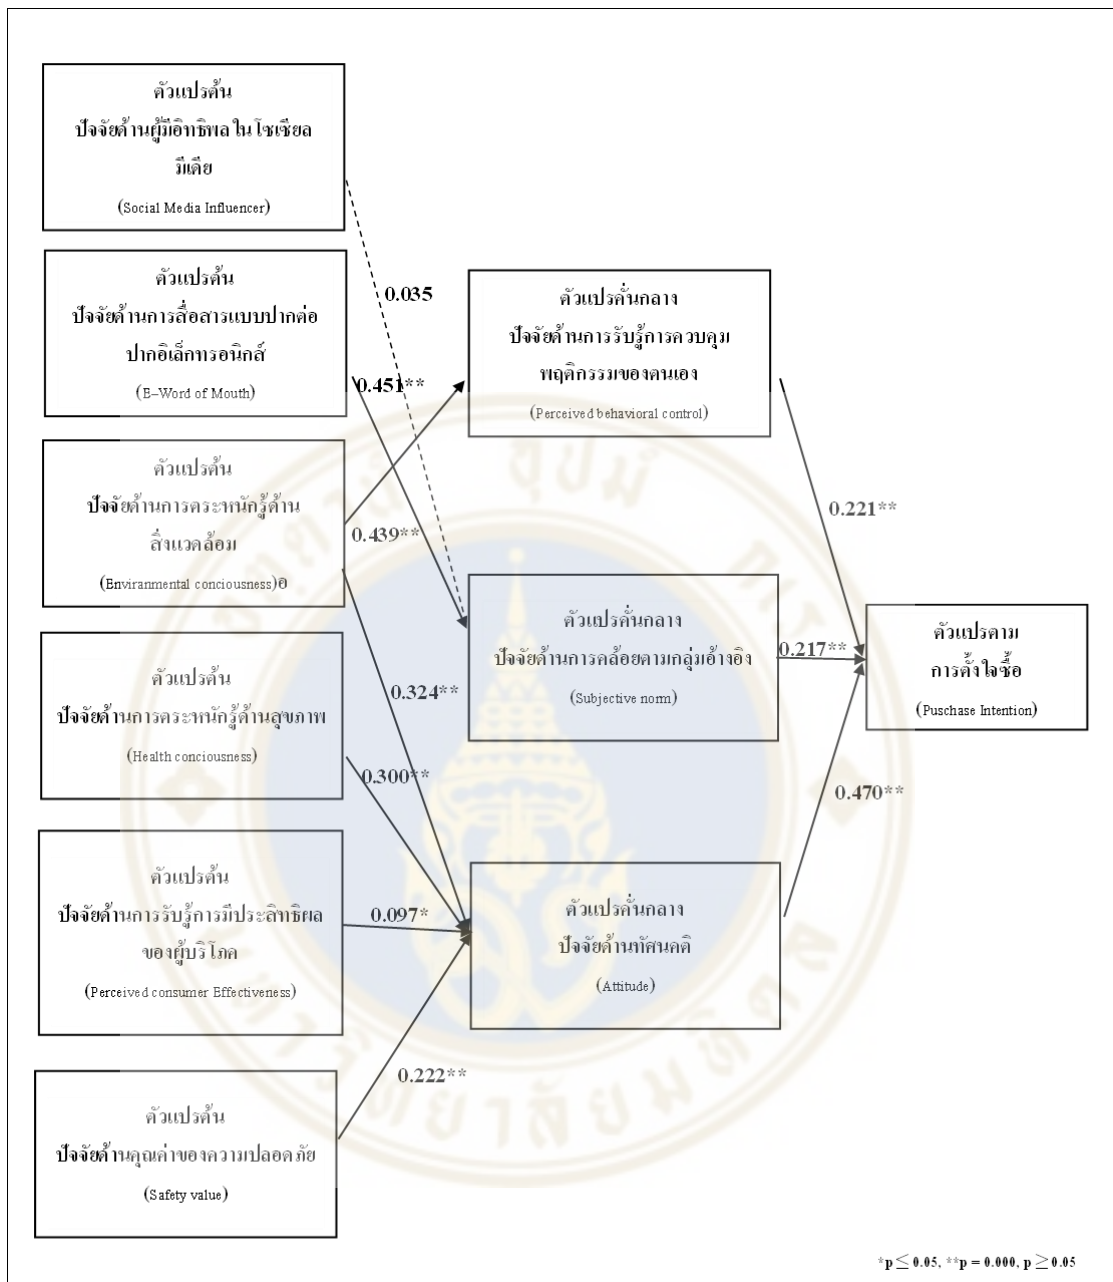 ตัวแปรต้น
ปัจจัยด้านผู้มีอิทธิพลในโซเชียล
มีเดีย
(Social Media Influencer)
ตัวแปรต้น
ปัจจัยด้านการสื่อสารแบบปากต่อ
ปากอิเล็กทรอนิกส์
(E–Word of Mouth)
ตัวแปรต้น
ปัจจัยด้านการตระหนักรู้ด้าน
สิ่งแวดล้อม
(Enviranmental conciousness)อ
ตัวแปรต้น
ปัจจัยด้านการตระหนักรู้ด้านสุขภาพ
(Health conciousness)
ตัวแปรต้น
ปัจจัยด้านการรับรู้การมีประสิทธิผล
ของผู้บริโภค
(Perceived consumer Effectiveness)
ตัวแปรต้น
ปัจจัยด้านคุณค่าของความปลอดภัย
(Safety value)
0.035
0.451**
0.439**
0.324**
0.300**
0.097*
0.222**
ตัวแปรคั่นกลาง
ปัจจัยด้านการรับรู้การควบคุม
พฤติกรรมของตนเอง
(Perceived behavioral control)
ตัวแปรคั่นกลาง
ปัจจัยด้านการคล้อยตามกลุ่มอ้างอิง
(Subjective norm)
ตัวแปรคั่นกลาง
ปัจจัยด้านทัศนคติ
(Attitude)
0.221**
0.217**
0.470**
ตัวแปรตาม
การตั้งใจซื้อ
(Puschase Intention)
*p ≤ 0.05, **p = 0.000, p ≥ 0.05